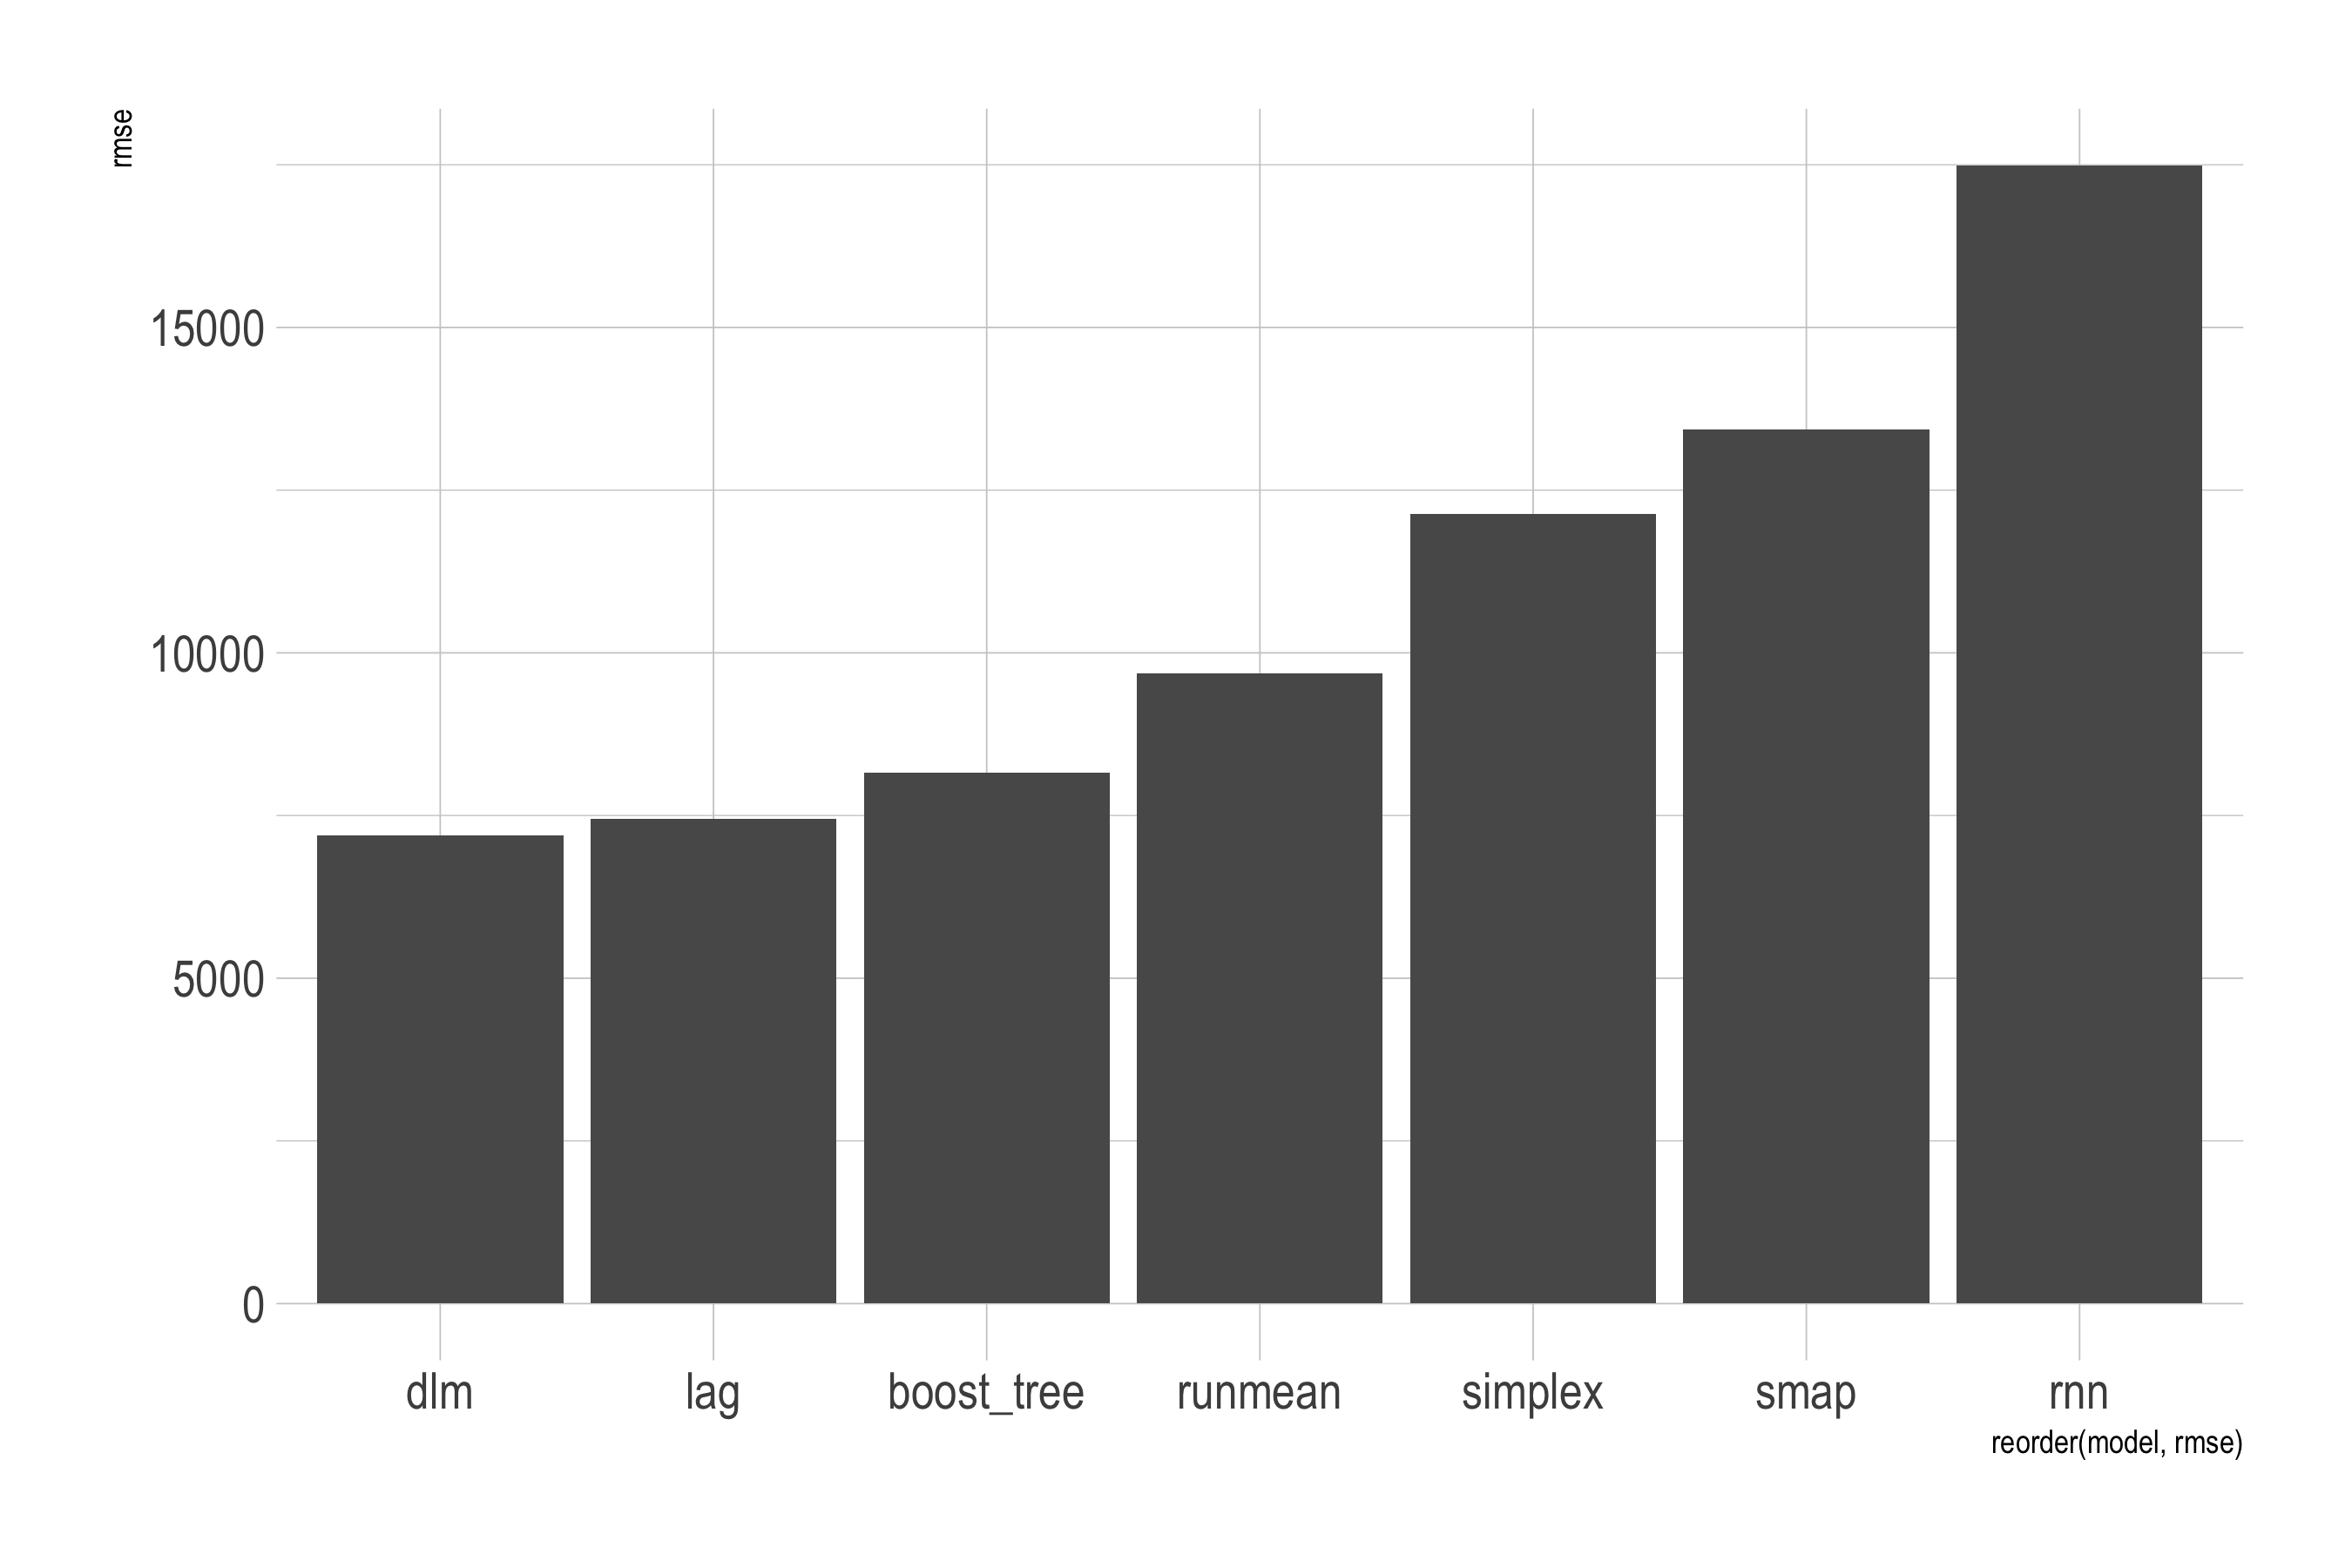 rmse
15000
10000
5000
0
dlm lag boost_tree runmean simplex smap rnn
reorder(model, rmse)